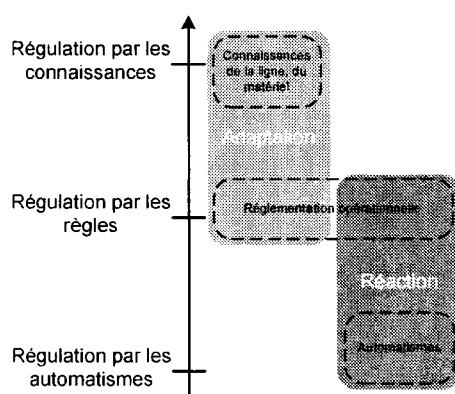 Régulation par les
connaissances
Connaissances
de la ligne, du
matériel
Adaptation
Régulation par les
règles
Réglementation opérationnelle
Réaction
Régulation par les
automatismes
Automatismes